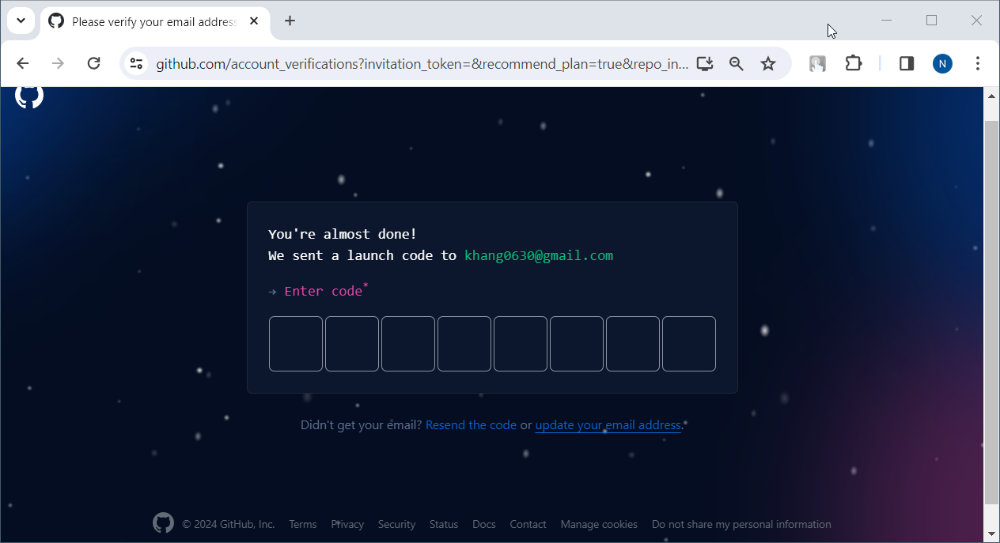 Please verify your email address
github.com/account_verifications?invitation_token=&recommend_plan=true&repo_in...
N
You're almost done!
We sent a launch code to khang0630@gmail.com
→ Enter code*
Didn't get your email? Resend the code or update your email address.
© 2024 GitHub, Inc. Terms Privacy Security Status Docs Contact Manage cookies Do not share my personal information